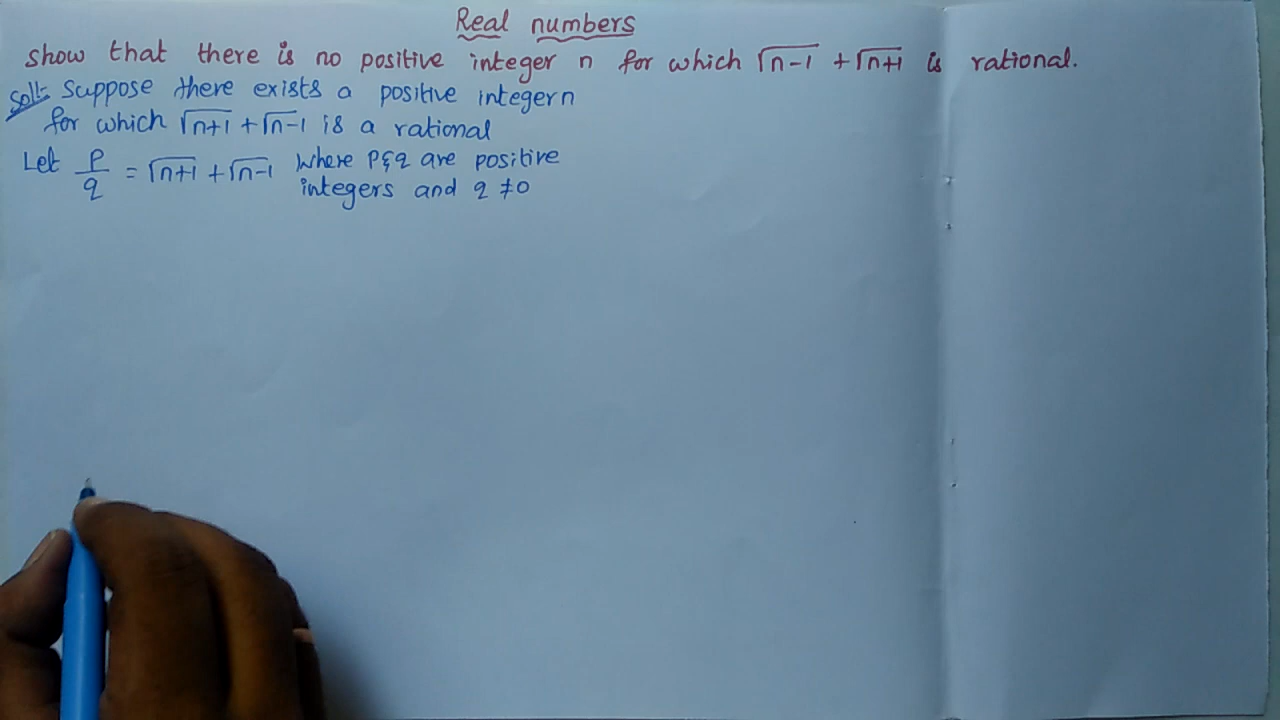 Real numbers
show that there is no positive integer n for which √n-1 + √n+1 is rational.
Sol:- Suppose there exists a positive integer n
for which √n+1 + √n-1 is a rational
Let p/q = √n+1 + √n-1 where p & q are positive
integers and q ≠ 0